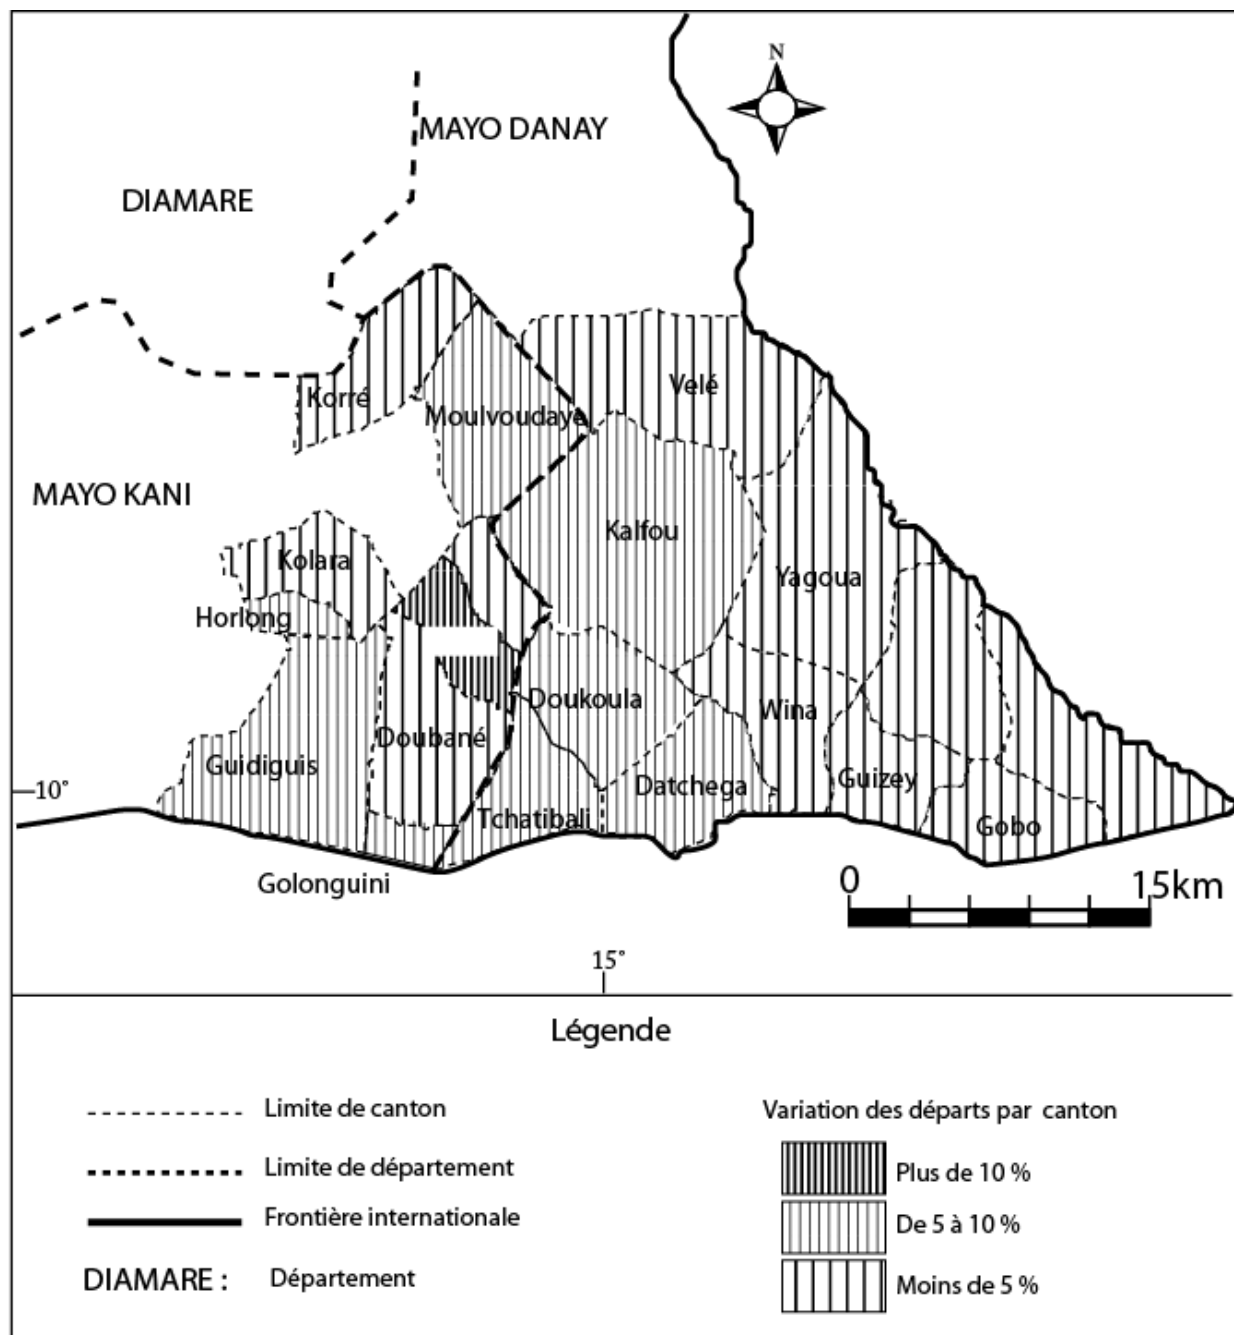 N
MAYO DANAY
DIAMARE
Velé
Korré
Moulvoudaye
MAYO KANI
Kalfou
Kolara
Yagoua
Horlong
Doukoula
Wina
Doubané
Guidiguis
Guizey
Datchega
10°
Tchatibali
Gobo
Golonguini
0
15km
15°
Légende
Limite de canton
Limite de département
Frontière internationale
DIAMARE :
Département
Variation des départs par canton
Plus de 10 %
De 5 à 10 %
Moins de 5 %